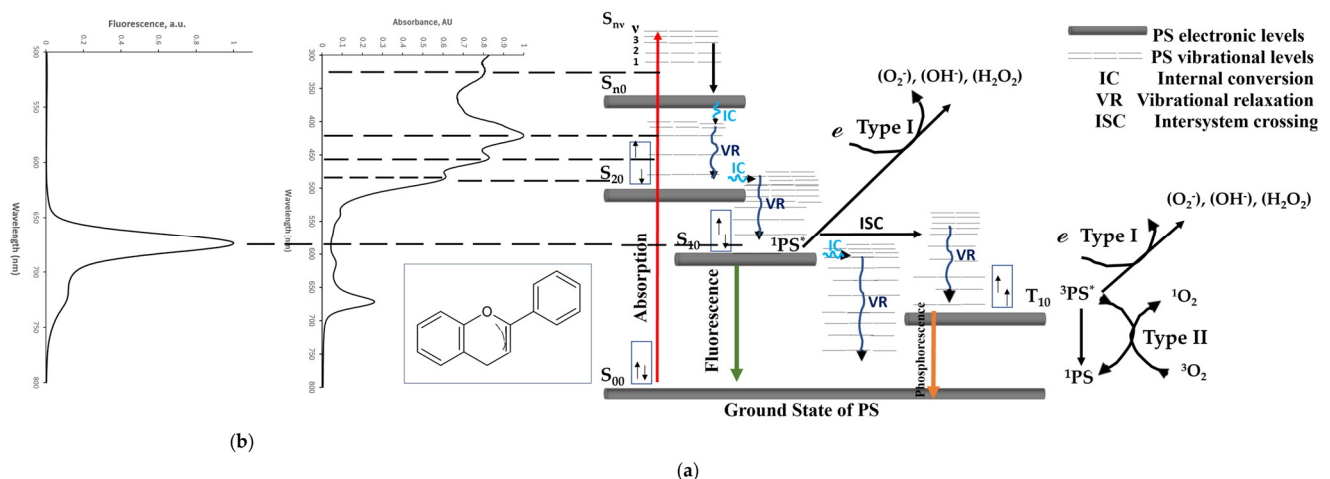 Fluorescence, a.u.
0 0.2 0.4 0.6 0.8 1
500
550
600
650
700
750
800
Wavelength (nm)
(b)
Absorbance, AU
0 0.1 0.2 0.3 0.4 0.5 0.6 0.7 0.8 0.9 1
300
350
400
450
500
600
650
700
750
800
Wavelength (nm)
O
Snν
ν
3
2
1
Sn0
IC
VR
S20
IC
VR
S10
¹PS*
ISC
IC
VR
VR
T10
Absorption
Fluorescence
Phosphorescence
S00
Ground State of PS
e Type I
(O₂⁻), (OH⁻), (H₂O₂)
PS electronic levels
PS vibrational levels
IC Internal conversion
VR Vibrational relaxation
ISC Intersystem crossing
(O₂⁻), (OH⁻), (H₂O₂)
e Type I
³PS*
¹O₂
Type II
¹PS
³O₂
(a)